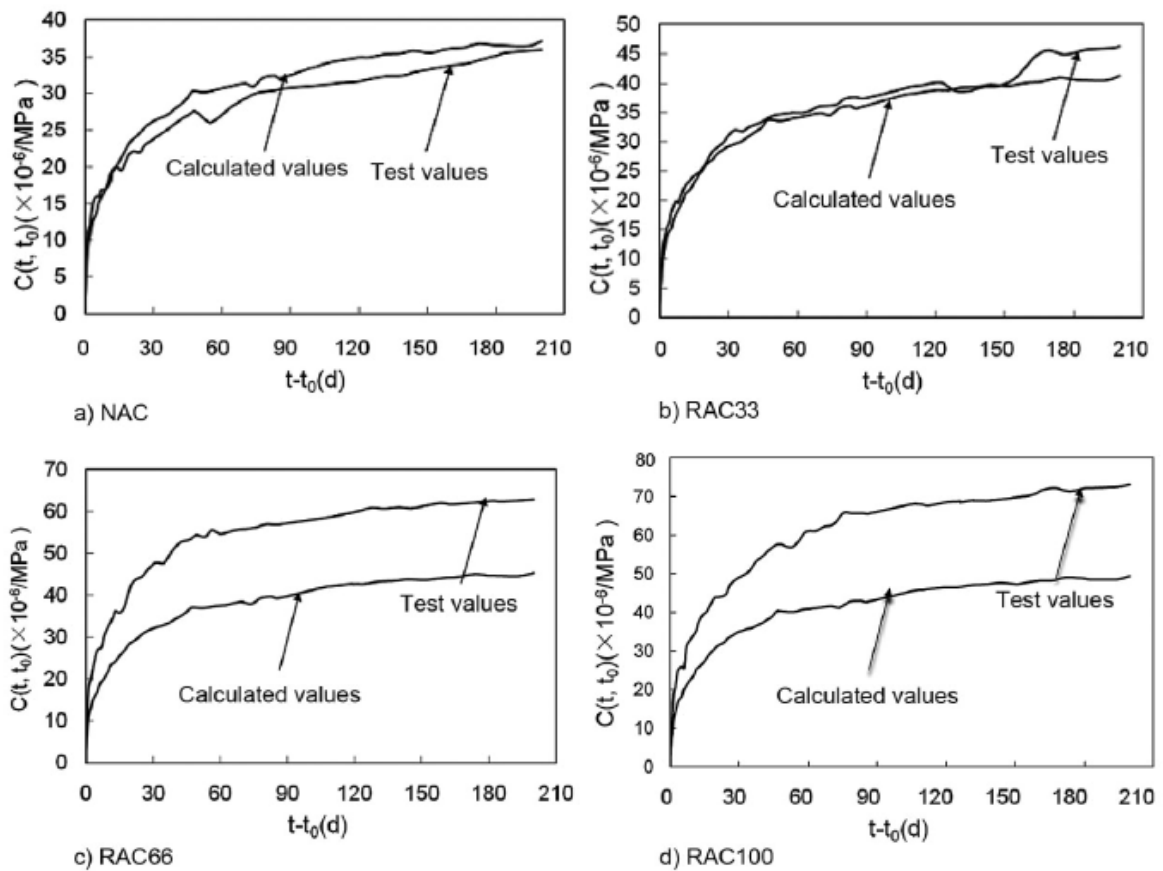 C(t, t₀)(×10⁻⁶/MPa)
40
35
30
25
20
15
10
5
0
Calculated values
Test values
0 30 60 90 120 150 180 210
t-t₀(d)
a) NAC
C(t, t₀)(×10⁻⁶/MPa)
50
45
40
35
30
25
20
15
10
5
0
Test values
Calculated values
0 30 60 90 120 150 180 210
t-t₀(d)
b) RAC33
C(t, t₀)(×10⁻⁶/MPa)
70
60
50
40
30
20
10
0
Test values
Calculated values
0 30 60 90 120 150 180 210
t-t₀(d)
c) RAC66
C(t, t₀)(×10⁻⁶/MPa)
80
70
60
50
40
30
20
10
0
Test values
Calculated values
0 30 60 90 120 150 180 210
t-t₀(d)
d) RAC100